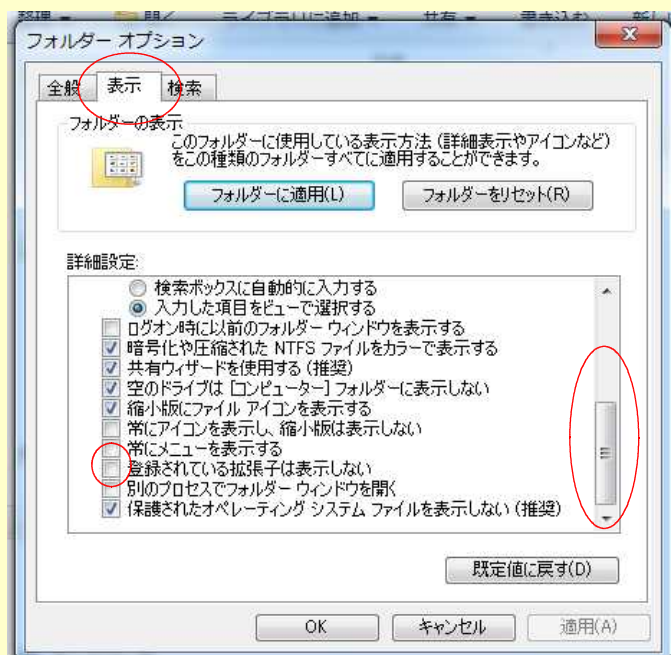 フォルダー オプション
全般 表示 検索
フォルダーの表示
このフォルダーに使用している表示方法(詳細表示やアイコンなど)
をこの種類のフォルダーすべてに適用することができます。
フォルダーに適用(L) フォルダーをリセット(R)
詳細設定:
検索ボックスに自動的に入力する
入力した項目をビューで選択する
ログオン時に以前のフォルダー ウィンドウを表示する
暗号化や圧縮された NTFS ファイルをカラーで表示する
共有ウィザードを使用する (推奨)
空のドライブは [コンピューター] フォルダーに表示しない
縮小版にファイル アイコンを表示する
常にアイコンを表示し、縮小版は表示しない
常にメニューを表示する
登録されている拡張子は表示しない
別のプロセスでフォルダー ウィンドウを開く
保護されたオペレーティング システム ファイルを表示しない (推奨)
既定値に戻す(D)
OK キャンセル 適用(A)